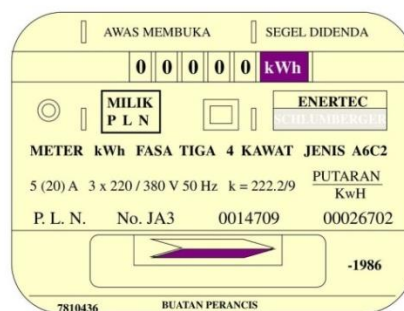 AWAS MEMBUKA SEGEL DIDENDA
0 0 0 0 0 kWh
MILIK
P L N
ENERTEC
SCHLUMBERGER
METER kWh FASA TIGA 4 KAWAT JENIS A6C2
5 (20) A 3 x 220 / 380 V 50 Hz k = 222.2/9 PUTARAN
KwH
P. L. N. No. JA3 0014709 00026702
-1986
7810436 BUATAN PERANCIS